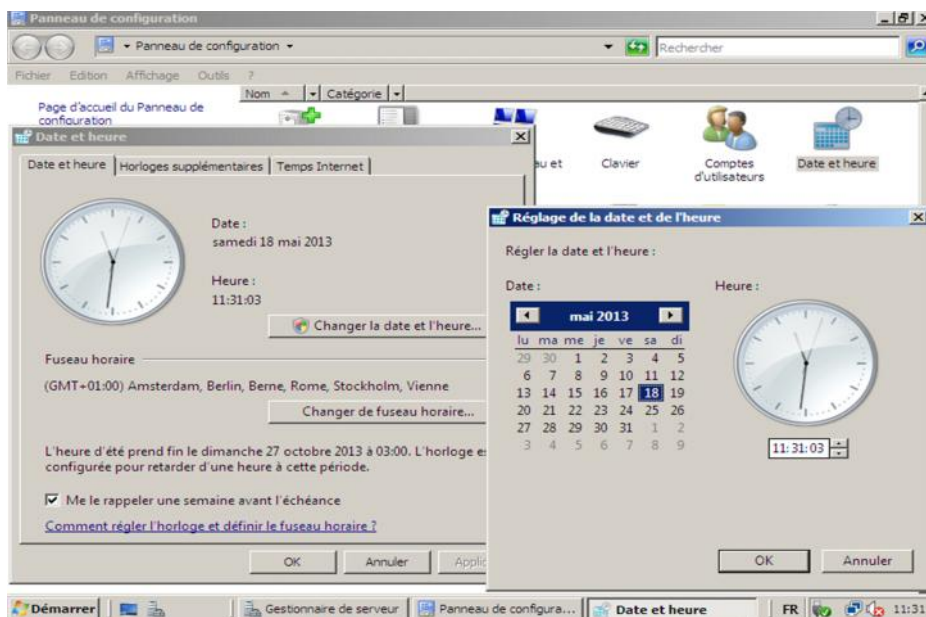 Panneau de configuration
Panneau de configuration
Rechercher
Fichier Edition Affichage Outils ?
Nom Catégorie
Page d'accueil du Panneau de
configuration
au et
Clavier
Comptes
d'utilisateurs
Date et heure
Date et heure
Date et heure Horloges supplémentaires Temps Internet
Date :
samedi 18 mai 2013
Heure :
11:31:03
Changer la date et l'heure...
Fuseau horaire
(GMT+01:00) Amsterdam, Berlin, Berne, Rome, Stockholm, Vienne
Changer de fuseau horaire...
L'heure d'été prend fin le dimanche 27 octobre 2013 à 03:00. L'horloge es
configurée pour retarder d'une heure à cette période.
Me le rappeler une semaine avant l'échéance
Comment régler l'horloge et définir le fuseau horaire ?
OK Annuler Applic
Réglage de la date et de l'heure
Régler la date et l'heure :
Date :
Heure :
mai 2013
lu ma me je ve sa di
29 30 1 2 3 4 5
6 7 8 9 10 11 12
13 14 15 16 17 18 19
20 21 22 23 24 25 26
27 28 29 30 31 1 2
3 4 5 6 7 8 9
11:31:03
OK Annuler
Démarrer Gestionnaire de serveur Panneau de configura... Date et heure FR 11:31